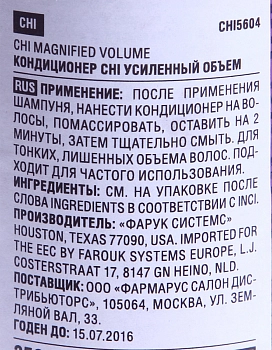 CHI CHI5604
CHI MAGNIFIED VOLUME
КОНДИЦИОНЕР CHI УСИЛЕННЫЙ ОБЪЕМ
RUS ПРИМЕНЕНИЕ: ПОСЛЕ ПРИМЕНЕНИЯ
ШАМПУНЯ, НАНЕСТИ КОНДИЦИОНЕР НА ВО-
ЛОСЫ, ПОМАССИРОВАТЬ, ОСТАВИТЬ НА 2
МИНУТЫ, ЗАТЕМ ТЩАТЕЛЬНО СМЫТЬ. ДЛЯ
ТОНКИХ, ЛИШЕННЫХ ОБЪЕМА ВОЛОС. ПОД-
ХОДИТ ДЛЯ ЧАСТОГО ИСПОЛЬЗОВАНИЯ.
ИНГРЕДИЕНТЫ: СМ. НА УПАКОВКЕ ПОСЛЕ
СЛОВА INGREDIENTS В СООТВЕТСТВИИ С INCI.
ПРОИЗВОДИТЕЛЬ: «ФАРУК СИСТЕМС»
HOUSTON, TEXAS 77090, USA. IMPORTED FOR
THE EEC BY FAROUK SYSTEMS EUROPE, L.J.
COSTERSTRAAT 17, 8147 GN HEINO, NLD.
ПОСТАВЩИК: ООО «ФАРМАРУС САЛОН ДИС-
ТРИБЬЮТОРС», 105064, МОСКВА, УЛ. ЗЕМ-
ЛЯНОЙ ВАЛ, 33.
ГОДЕН ДО: 15.07.2016